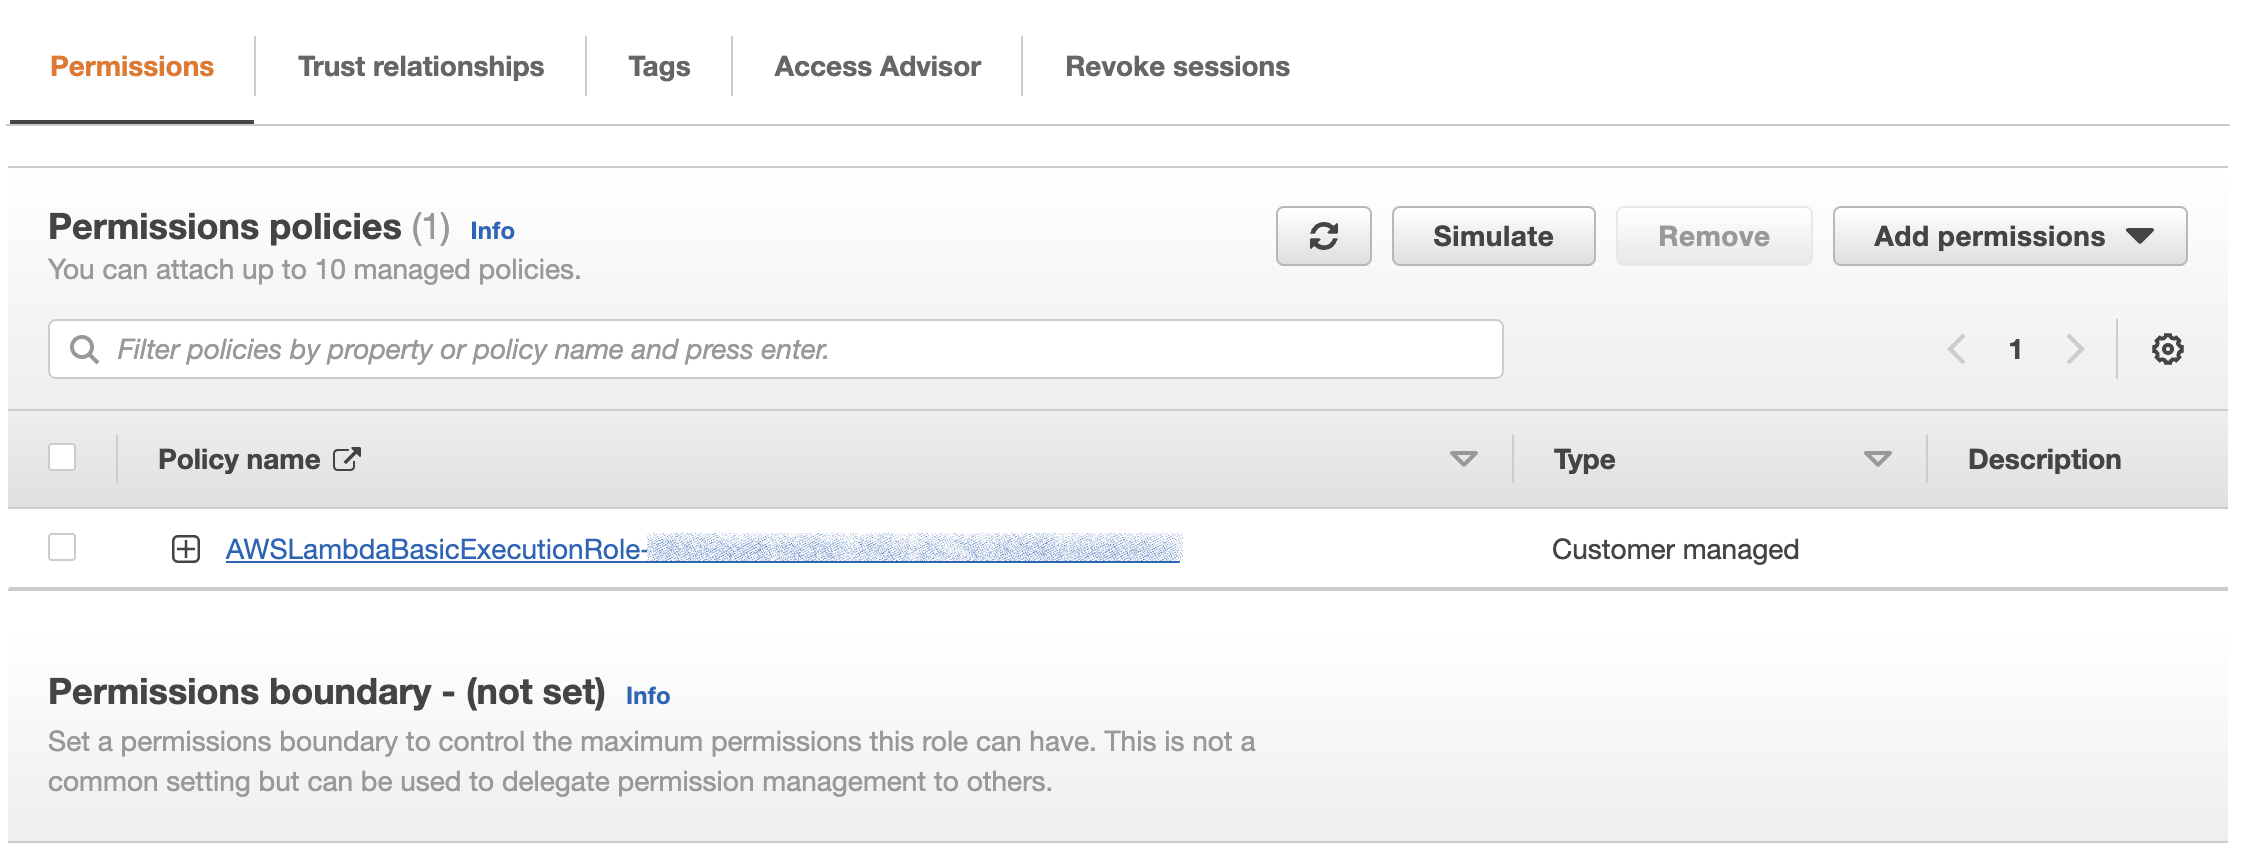 Permissions Trust relationships Tags Access Advisor Revoke sessions
Permissions policies (1) Info
You can attach up to 10 managed policies.
Simulate Remove Add permissions
Filter policies by property or policy name and press enter.
1
Policy name Type Description
AWSLambdaBasicExecutionRole- Customer managed
Permissions boundary - (not set) Info
Set a permissions boundary to control the maximum permissions this role can have. This is not a
common setting but can be used to delegate permission management to others.